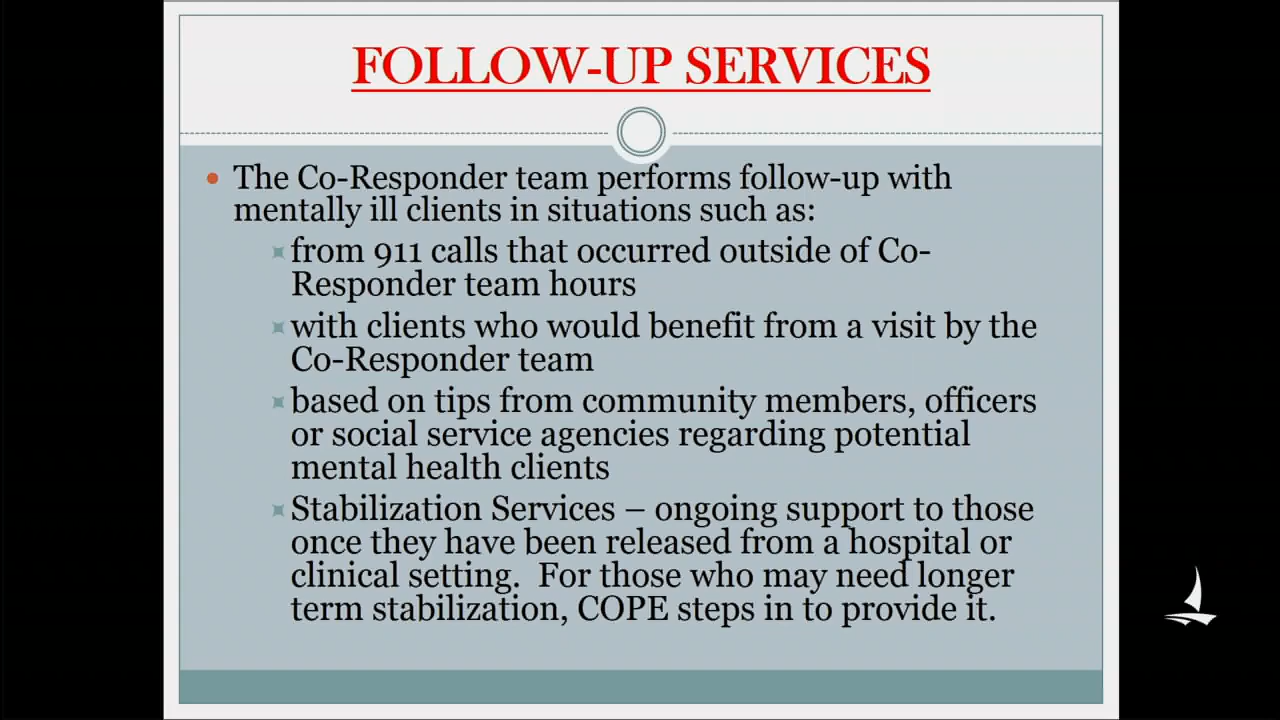 FOLLOW-UP SERVICES
The Co-Responder team performs follow-up with
mentally ill clients in situations such as:
from 911 calls that occurred outside of Co-
Responder team hours
with clients who would benefit from a visit by the
Co-Responder team
based on tips from community members, officers
or social service agencies regarding potential
mental health clients
Stabilization Services – ongoing support to those
once they have been released from a hospital or
clinical setting.  For those who may need longer
term stabilization, COPE steps in to provide it.